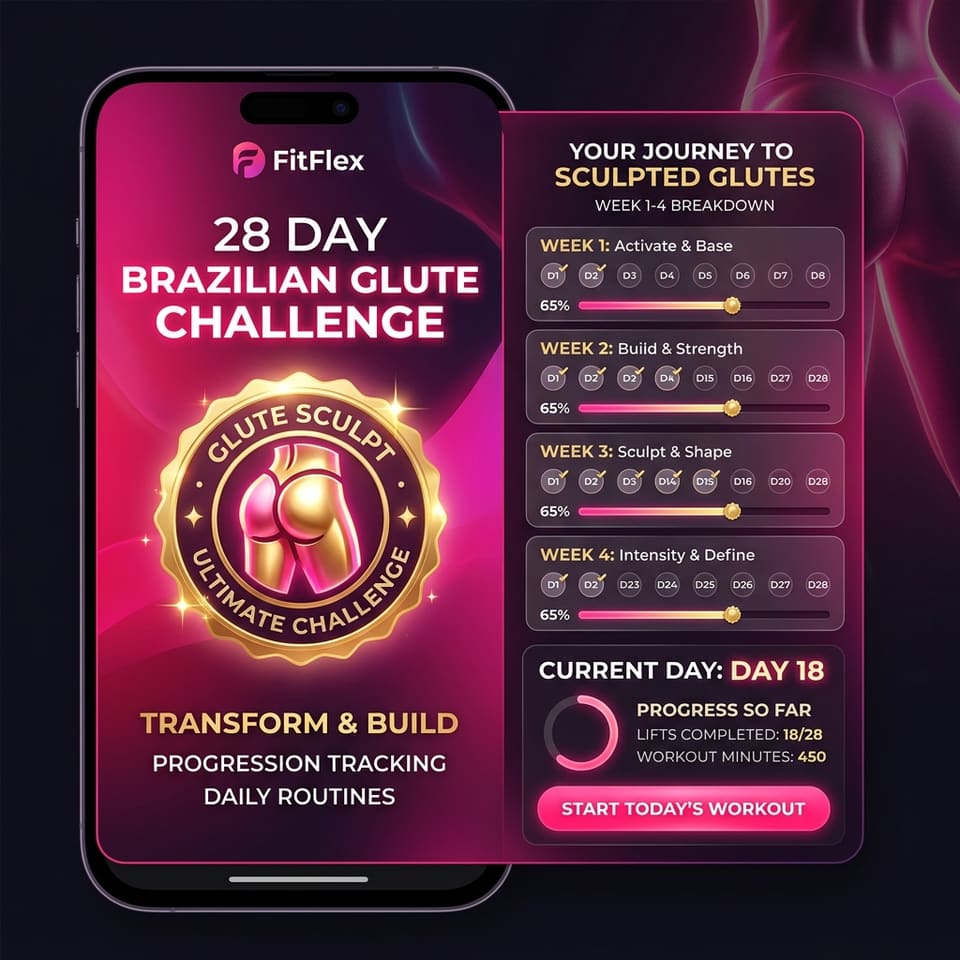 FitFlex
28 DAY
BRAZILIAN GLUTE
CHALLENGE
GLUTE SCULPT
ULTIMATE CHALLENGE
TRANSFORM & BUILD
PROGRESSION TRACKING
DAILY ROUTINES
YOUR JOURNEY TO
SCULPTED GLUTES
WEEK 1-4 BREAKDOWN
WEEK 1: Activate & Base
D1 D2 D3 D4 D5 D6 D7 D8
65%
WEEK 2: Build & Strength
D1 D2 D2 D4 D15 D16 D27 D28
65%
WEEK 3: Sculpt & Shape
D1 D2 D3 D14 D15 D16 D20 D28
65%
WEEK 4: Intensity & Define
D1 D2 D23 D24 D25 D26 D27 D28
65%
CURRENT DAY: DAY 18
PROGRESS SO FAR
LIFTS COMPLETED: 18/28
WORKOUT MINUTES: 450
START TODAY'S WORKOUT